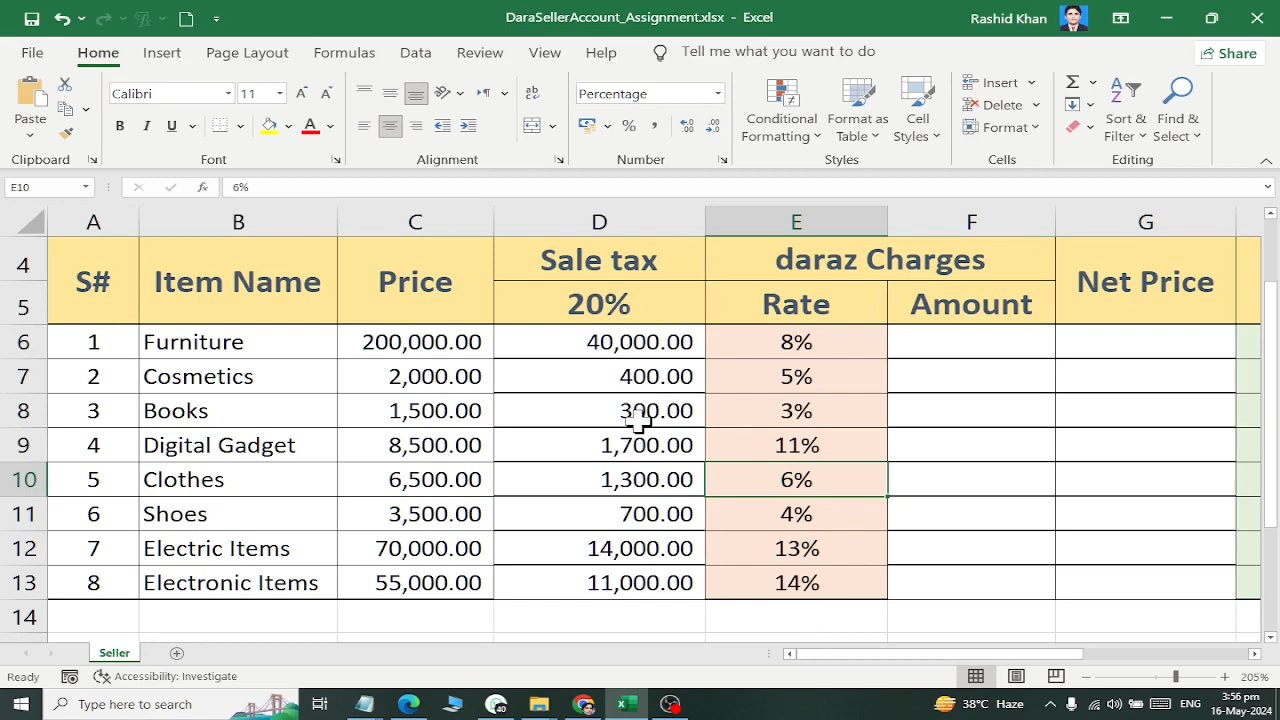 DaraSellerAccount_Assignment.xlsx - Excel
Rashid Khan
File Home Insert Page Layout Formulas Data Review View Help Tell me what you want to do Share
Paste
Calibri 11
Percentage
Conditional Formatting
Format as Table
Cell Styles
Insert
Delete
Format
Sort & Filter
Find & Select
Clipboard Font Alignment Number Styles Cells Editing
E10 fx 6%
A B C D E F G
4 S# Item Name Price Sale tax daraz Charges Net Price
5 20% Rate Amount
6 1 Furniture 200,000.00 40,000.00 8%
7 2 Cosmetics 2,000.00 400.00 5%
8 3 Books 1,500.00 300.00 3%
9 4 Digital Gadget 8,500.00 1,700.00 11%
10 5 Clothes 6,500.00 1,300.00 6%
11 6 Shoes 3,500.00 700.00 4%
12 7 Electric Items 70,000.00 14,000.00 13%
13 8 Electronic Items 55,000.00 11,000.00 14%
14
Seller
Ready Accessibility: Investigate 205%
Type here to search
40
38°C Haze
3:56 pm
16-May-2024